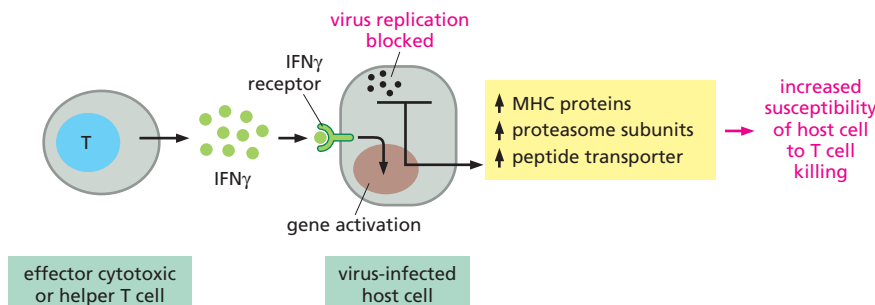 virus replication
blocked
IFNγ
receptor
T
IFNγ
gene activation
MHC proteins
proteasome subunits
peptide transporter
increased
susceptibility
of host cell
to T cell
killing
effector cytotoxic
or helper T cell
virus-infected
host cell